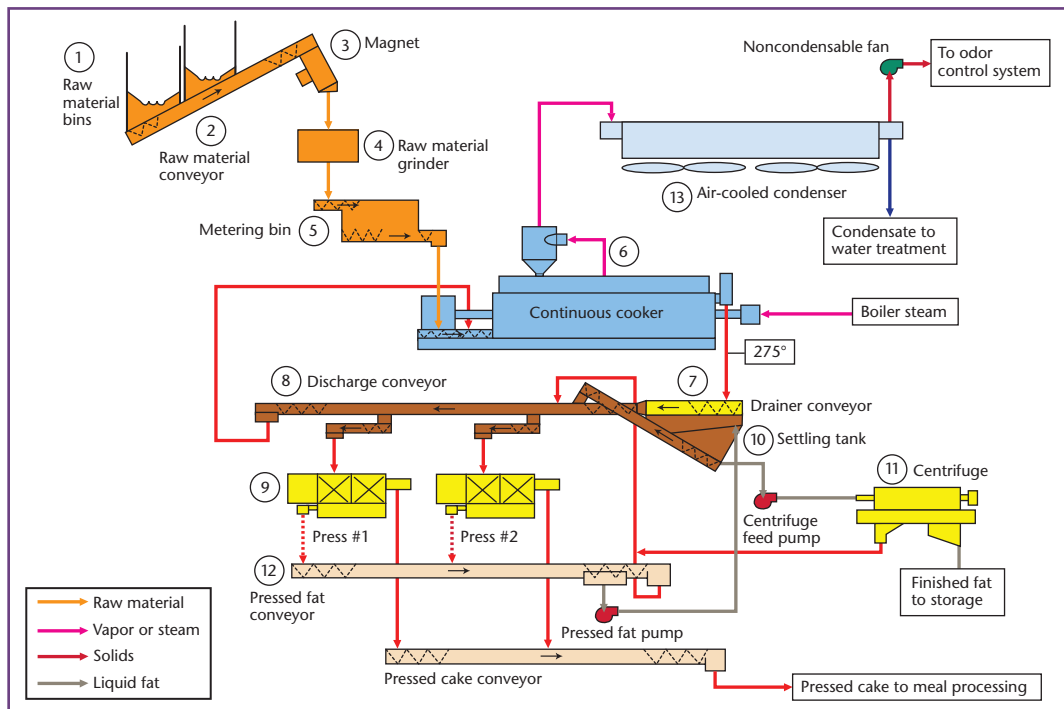 1
Raw
material
bins
2
Raw material
conveyor
3
Magnet
4
Raw material
grinder
Metering bin
5
6
Noncondensable fan
To odor
control system
13
Air-cooled condenser
Condensate to
water treatment
Continuous cooker
Boiler steam
275°
7
Drainer conveyor
8
Discharge conveyor
10
Settling tank
11
Centrifuge
Centrifuge
feed pump
Finished fat
to storage
9
Press #1
Press #2
12
Pressed fat
conveyor
Pressed fat pump
Pressed cake conveyor
Pressed cake to meal processing
Raw material
Vapor or steam
Solids
Liquid fat